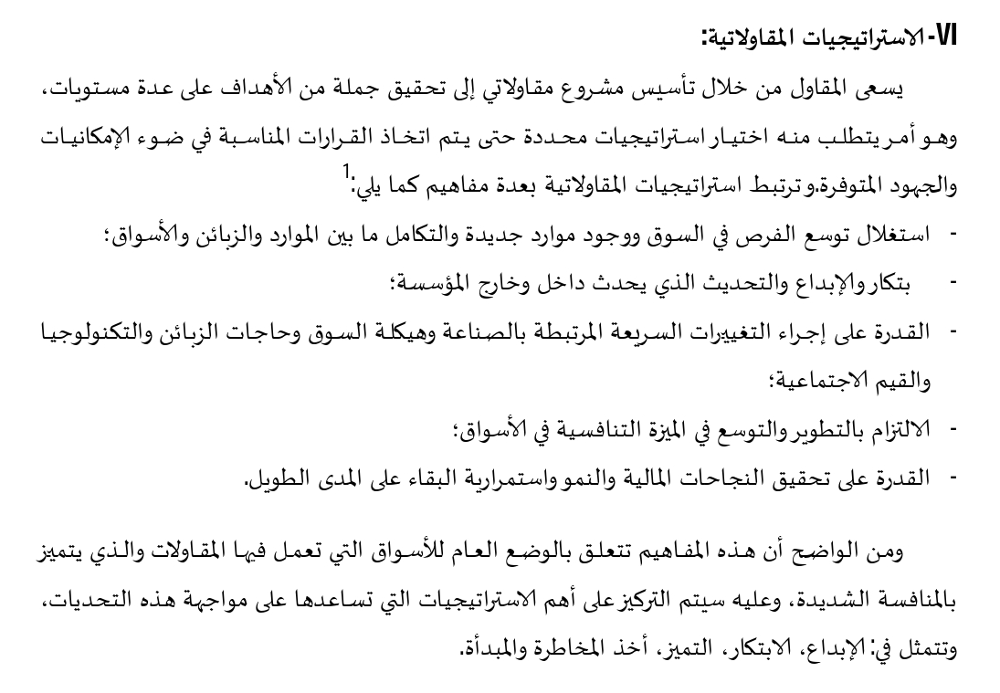 VI- الاستراتيجيات المقاولاتية:
يسعى المقاول من خلال تأسيس مشروع مقاولاتي إلى تحقيق جملة من الأهداف على عدة مستويات،
وهو أمر يتطلب منه اختيار استراتيجيات محددة حتى يتم اتخاذ القرارات المناسبة في ضوء الإمكانيات
والجهود المتوفرة.و ترتبط استراتيجيات المقاولاتية بعدة مفاهيم كما يلي:1
- استغلال توسع الفرص في السوق ووجود موارد جديدة والتكامل ما بين الموارد والزبائن والأسواق؛
- بتكار والإبداع والتحديث الذي يحدث داخل وخارج المؤسسة؛
- القدرة على إجراء التغييرات السريعة المرتبطة بالصناعة وهيكلة السوق وحاجات الزبائن والتكنولوجيا
والقيم الاجتماعية؛
- الالتزام بالتطوير والتوسع في الميزة التنافسية في الأسواق؛
- القدرة على تحقيق النجاحات المالية والنمو واستمرارية البقاء على المدى الطويل.
ومن الواضح أن هذه المفاهيم تتعلق بالوضع العام للأسواق التي تعمل فيها المقاولات والذي يتميز
بالمنافسة الشديدة، وعليه سيتم التركيز على أهم الاستراتيجيات التي تساعدها على مواجهة هذه التحديات،
وتتمثل في: الإبداع، الابتكار، التميز، أخذ المخاطرة والمبدأة.